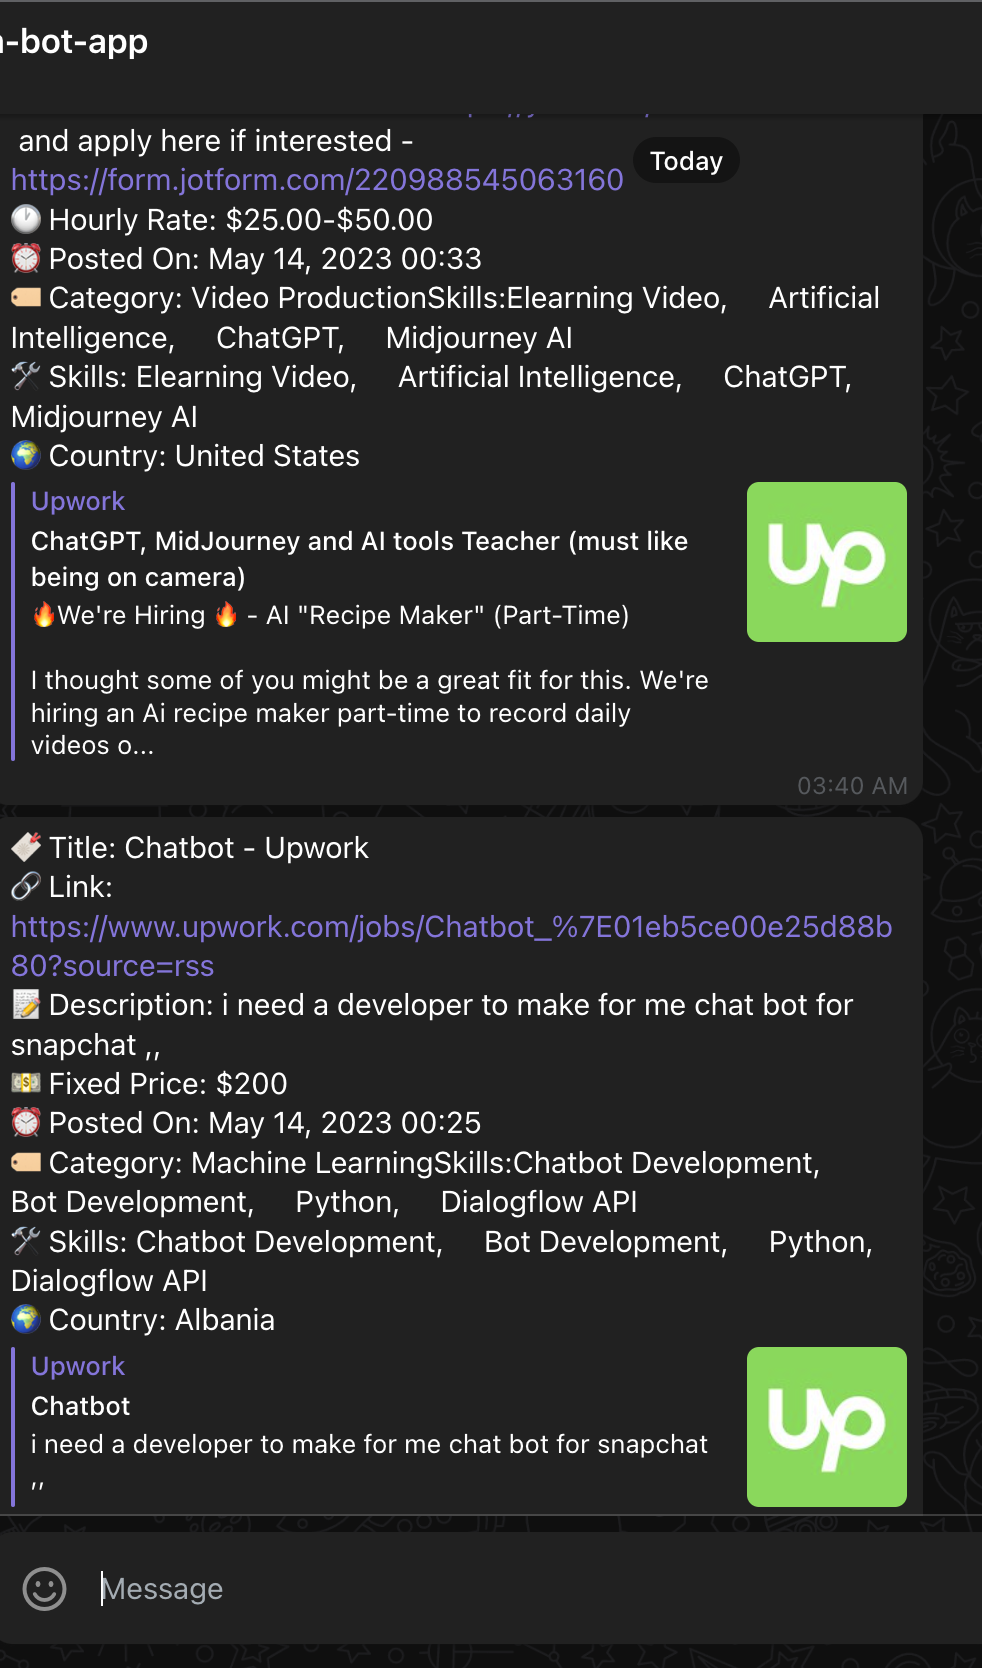 -bot-app
and apply here if interested -
Today
https://form.jotform.com/220988545063160
🕐 Hourly Rate: $25.00-$50.00
⏰ Posted On: May 14, 2023 00:33
🏷️ Category: Video ProductionSkills:Elearning Video, Artificial
Intelligence, ChatGPT, Midjourney AI
🛠️ Skills: Elearning Video, Artificial Intelligence, ChatGPT,
Midjourney AI
🌍 Country: United States
Upwork
ChatGPT, MidJourney and AI tools Teacher (must like
being on camera)
🔥We're Hiring 🔥 - AI "Recipe Maker" (Part-Time)
I thought some of you might be a great fit for this. We're
hiring an Ai recipe maker part-time to record daily
videos o...
up
03:40 AM
🔖 Title: Chatbot - Upwork
🔗 Link:
https://www.upwork.com/jobs/Chatbot_%7E01eb5ce00e25d88b
80?source=rss
📝 Description: i need a developer to make for me chat bot for
snapchat ,,
💵 Fixed Price: $200
⏰ Posted On: May 14, 2023 00:25
🏷️ Category: Machine LearningSkills:Chatbot Development,
Bot Development, Python, Dialogflow API
🛠️ Skills: Chatbot Development, Bot Development, Python,
Dialogflow API
🌍 Country: Albania
Upwork
Chatbot
i need a developer to make for me chat bot for snapchat
,,
up
Message